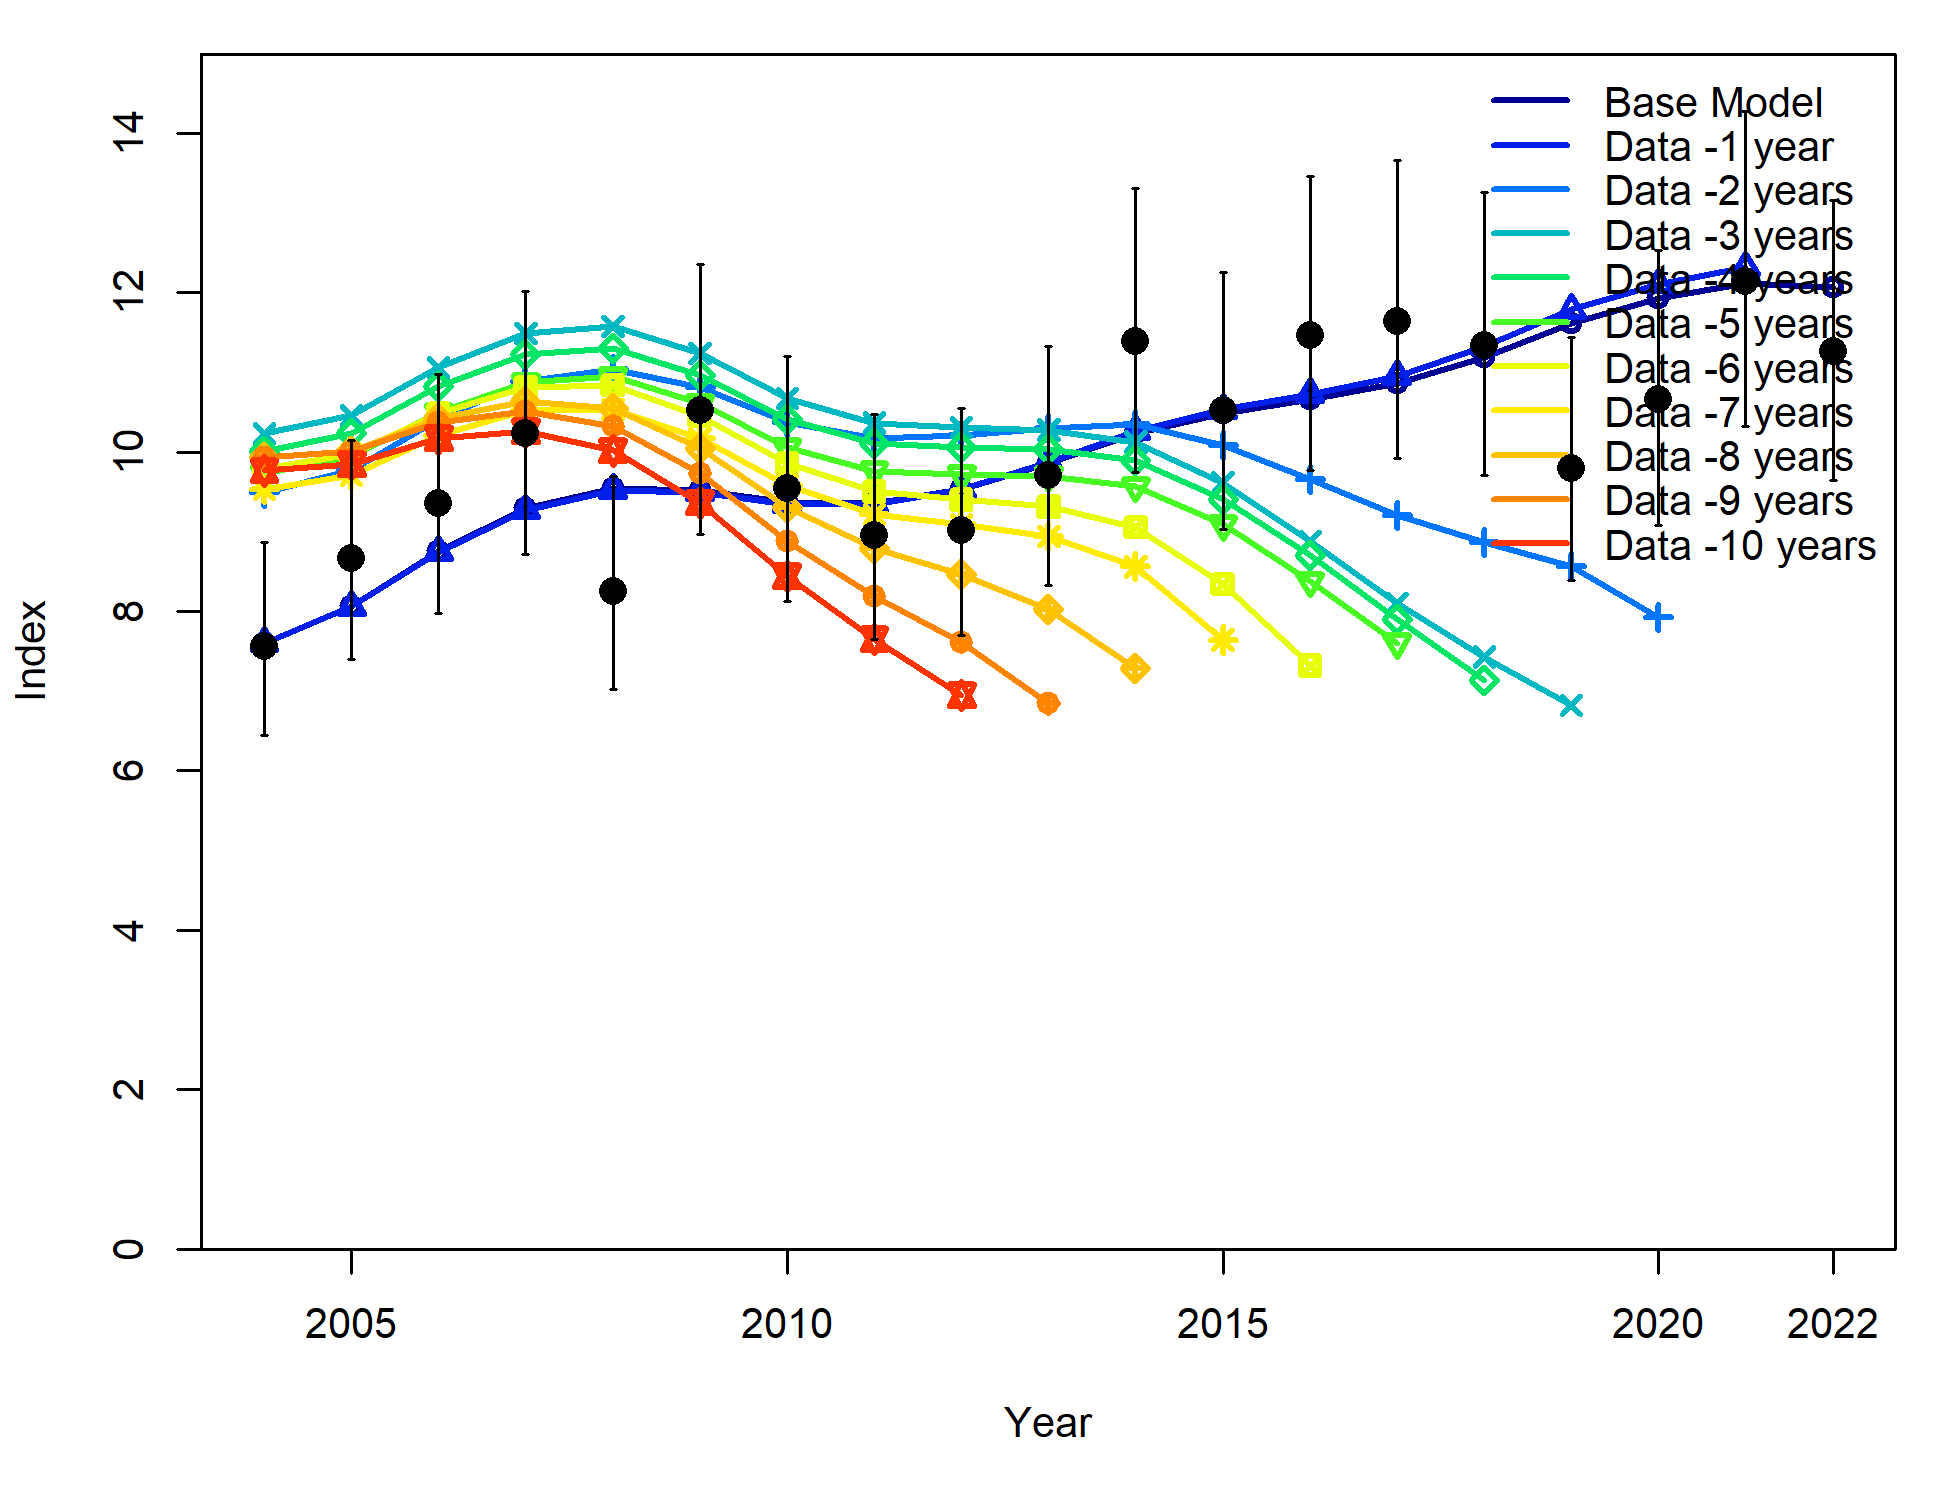 Base Model
Data -1 year
Data -2 years
Data -3 years
Data -4 years
Data -5 years
Data -6 years
Data -7 years
Data -8 years
Data -9 years
Data -10 years
14
12
10
8
6
4
2
0
Index
2005 2010 2015 2020 2022
Year